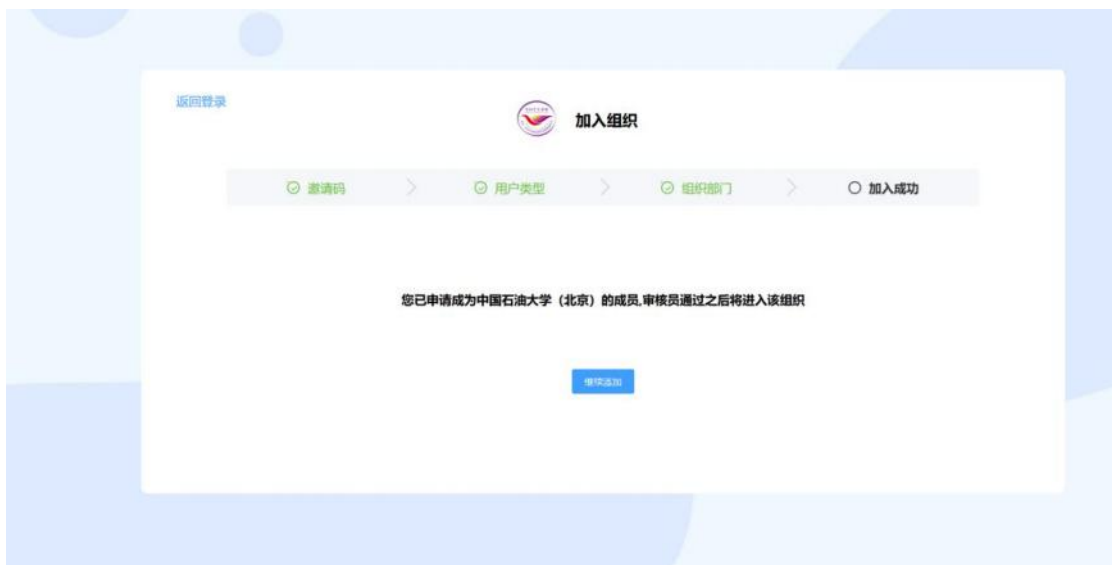 返回登录
加入组织
邀请码
用户类型
组织部门
加入成功
您已申请成为中国石油大学（北京）的成员,审核员通过之后将进入该组织
继续添加